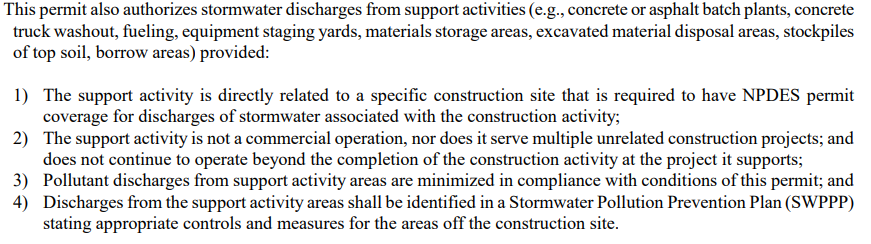 This permit also authorizes stormwater discharges from support activities (e.g., concrete or asphalt batch plants, concrete
truck washout, fueling, equipment staging yards, materials storage areas, excavated material disposal areas, stockpiles
of top soil, borrow areas) provided:
1) The support activity is directly related to a specific construction site that is required to have NPDES permit
coverage for discharges of stormwater associated with the construction activity;
2) The support activity is not a commercial operation, nor does it serve multiple unrelated construction projects; and
does not continue to operate beyond the completion of the construction activity at the project it supports;
3) Pollutant discharges from support activity areas are minimized in compliance with conditions of this permit; and
4) Discharges from the support activity areas shall be identified in a Stormwater Pollution Prevention Plan (SWPPP)
stating appropriate controls and measures for the areas off the construction site.